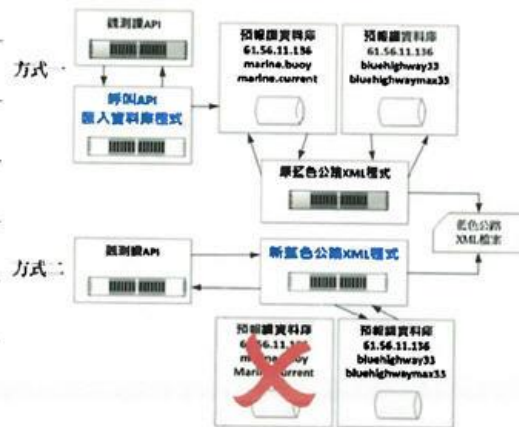 觀測課API
方式一
呼叫API
匯入資料庫程式
預報課資料庫
61.56.11.136
marine.buoy
marine.current
預報課資料庫
61.56.11.136
bluehighway33
bluehighwaymax33
原藍色公路XML程式
藍色公路
XML檔案
方式二
觀測課API
新藍色公路XML程式
預報課資料庫
預報課資料庫
61.56.11.136
bluehighway33
bluehighwaymax33